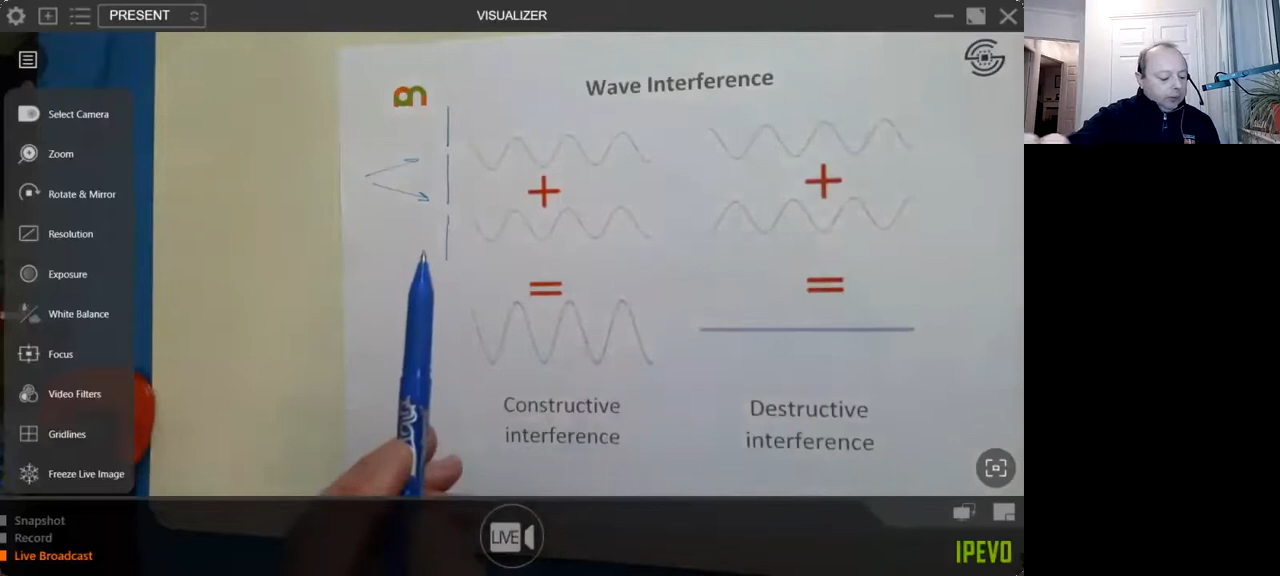 PRESENT
VISUALIZER
Select Camera
Zoom
Rotate & Mirror
Resolution
Exposure
White Balance
Focus
Video Filters
Gridlines
Freeze Live Image
Wave Interference
+
+
=
=
Constructive
interference
Destructive
interference
Snapshot
Record
Live Broadcast
LIVE
IPEVO